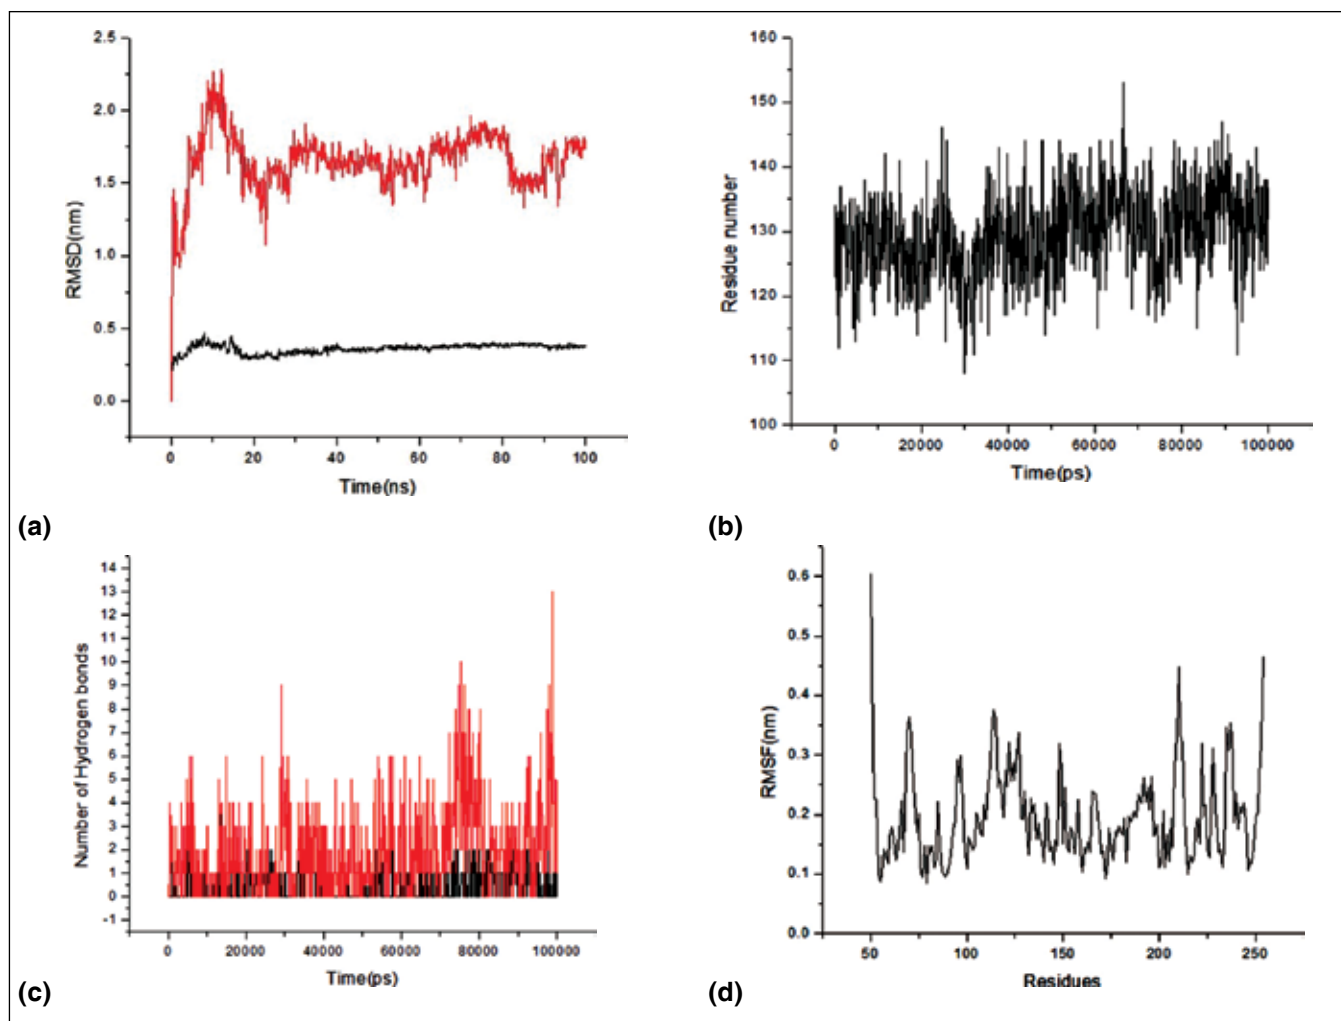 2.5
2.0
1.5
1.0
0.5
0.0
RMSD(nm)
0 20 40 60 80 100
Time(ns)
(a)
160
150
140
130
120
110
100
Residue number
0 20000 40000 60000 80000 100000
Time(ps)
(b)
14
13
12
11
10
9
8
7
6
5
4
3
2
1
0
-1
Number of Hydrogen bonds
0 20000 40000 60000 80000 100000
Time(ps)
(c)
0.6
0.5
0.4
0.3
0.2
0.1
0.0
RMSF(nm)
50 100 150 200 250
Residues
(d)